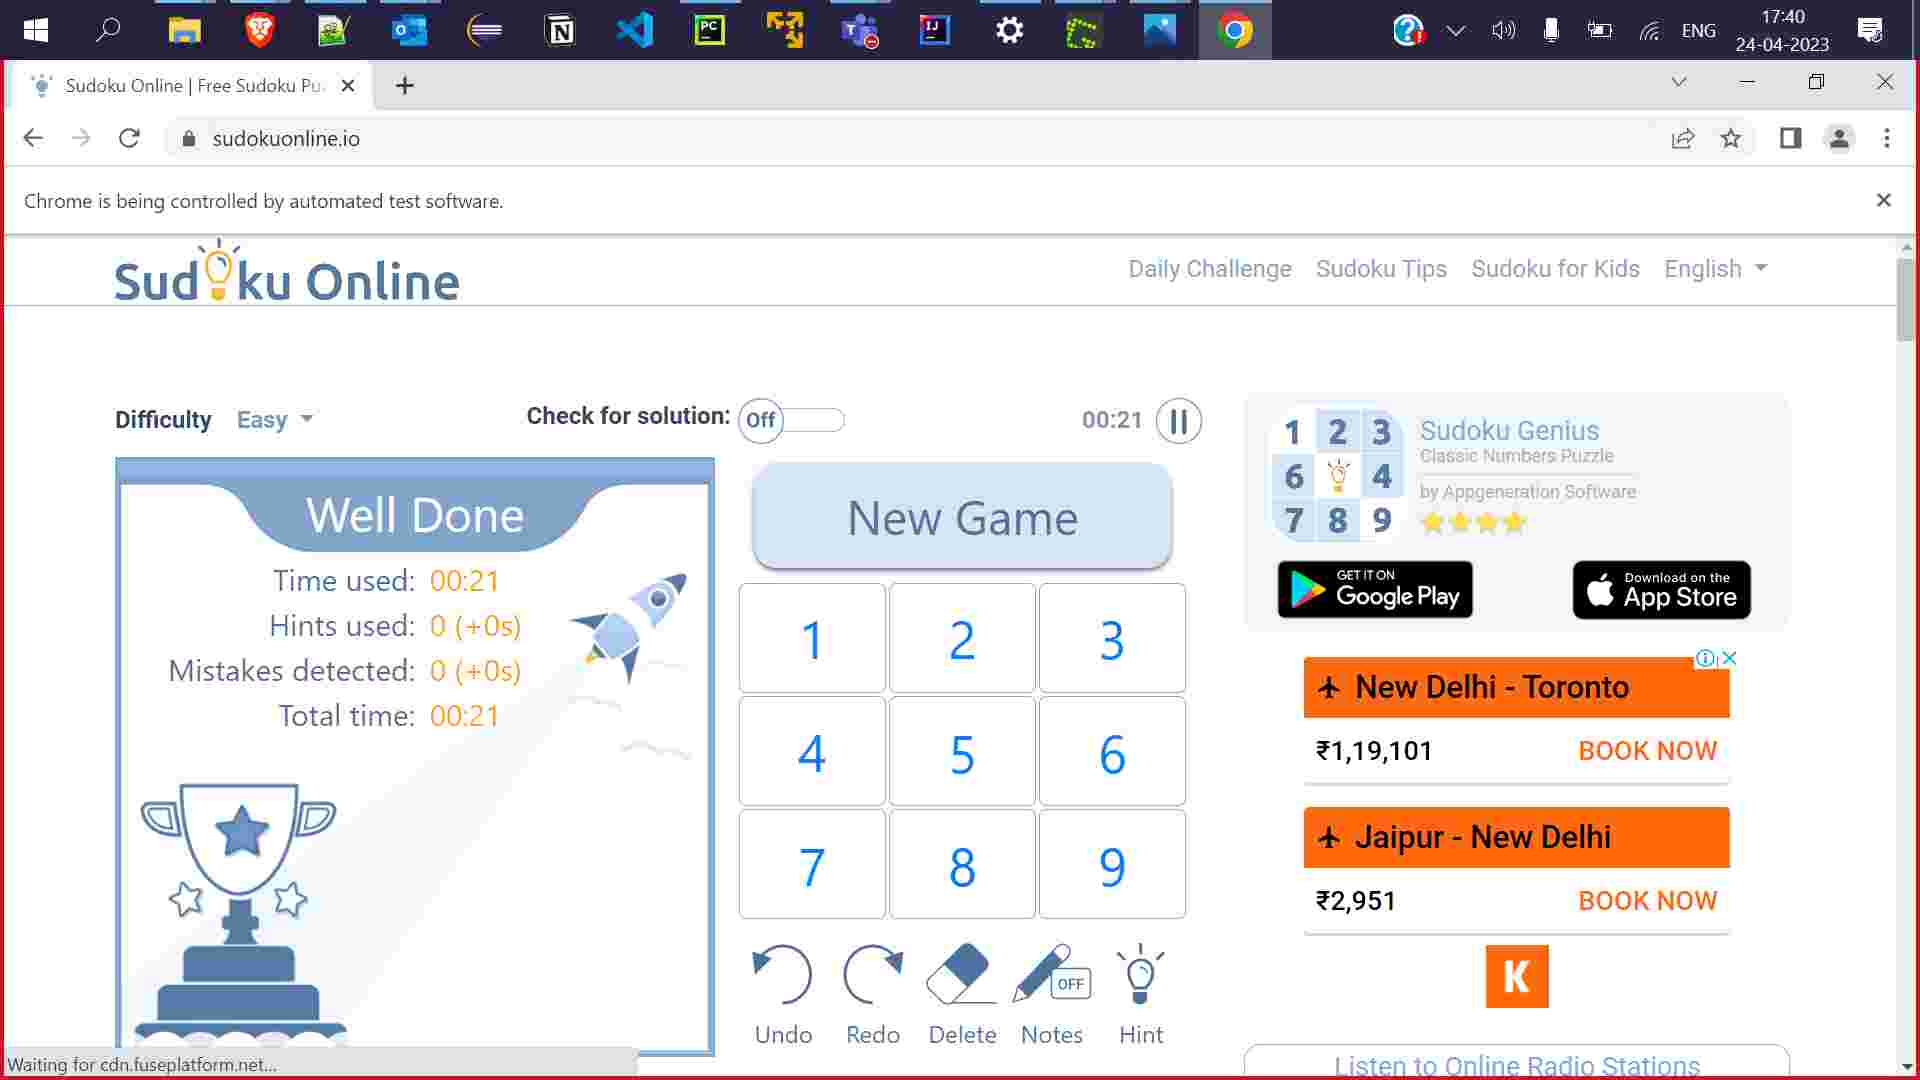 ENG
17:40
24-04-2023
Sudoku Online | Free Sudoku Pu
sudokuonline.io
Chrome is being controlled by automated test software.
Sudoku Online
Daily Challenge Sudoku Tips Sudoku for Kids English
Difficulty Easy
Check for solution: Off
00:21
Well Done
Time used: 00:21
Hints used: 0 (+0s)
Mistakes detected: 0 (+0s)
Total time: 00:21
New Game
1 2 3
4 5 6
7 8 9
OFF
Undo Redo Delete Notes Hint
1 2 3
6 4
7 8 9
Sudoku Genius
Classic Numbers Puzzle
by Appgeneration Software
GET IT ON
Google Play
Download on the
App Store
New Delhi - Toronto
₹1,19,101 BOOK NOW
Jaipur - New Delhi
₹2,951 BOOK NOW
K
Listen to Online Radio Stations
Waiting for cdn.fuseplatform.net...